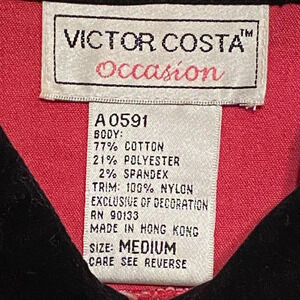 VICTOR COSTA™
occasion
A0591
BODY:
77% COTTON
21% POLYESTER
2% SPANDEX
TRIM: 100% NYLON
EXCLUSIVE OF DECORATION
RN 90133
MADE IN HONG KONG
SIZE: MEDIUM
CARE SEE REVERSE